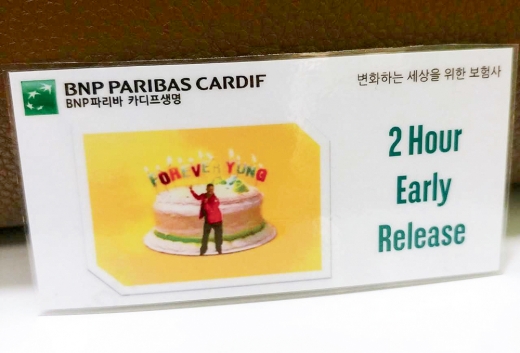 BNP PARIBAS CARDIF
BNP파리바 카디프생명
변화하는 세상을 위한 보험사
FOREVER YUNG
2 Hour
Early
Release